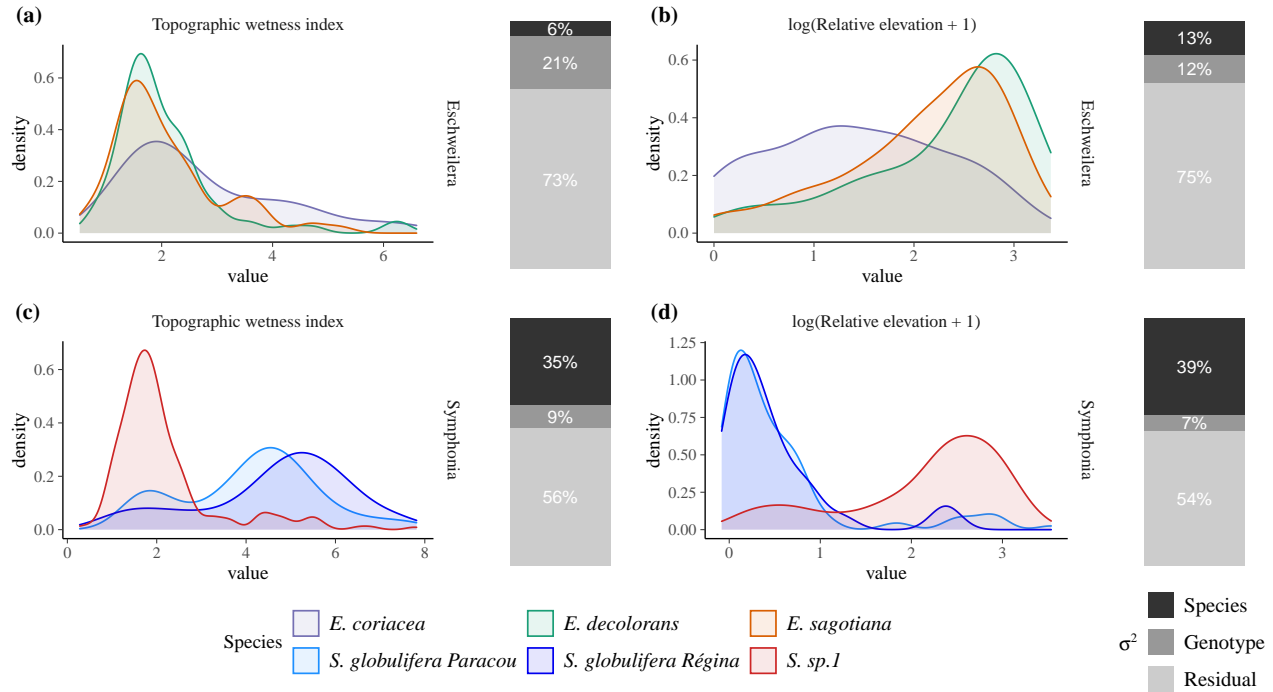 (a)
Topographic wetness index
density
0.6
0.4
0.2
0.0
2
4
6
value
Eschweilera
6%
21%
73%
(b)
log(Relative elevation + 1)
density
0.6
0.4
0.2
0.0
0
1
2
3
value
Eschweilera
13%
12%
75%
(c)
Topographic wetness index
density
0.6
0.4
0.2
0.0
0
2
4
6
8
value
Symphonia
35%
9%
56%
(d)
log(Relative elevation + 1)
density
1.25
1.00
0.75
0.50
0.25
0.00
0
1
2
3
value
Symphonia
39%
7%
54%
Species
E. coriacea
E. decolorans
E. sagotiana
S. globulifera Paracou
S. globulifera Régina
S. sp.1
σ²
Species
Genotype
Residual